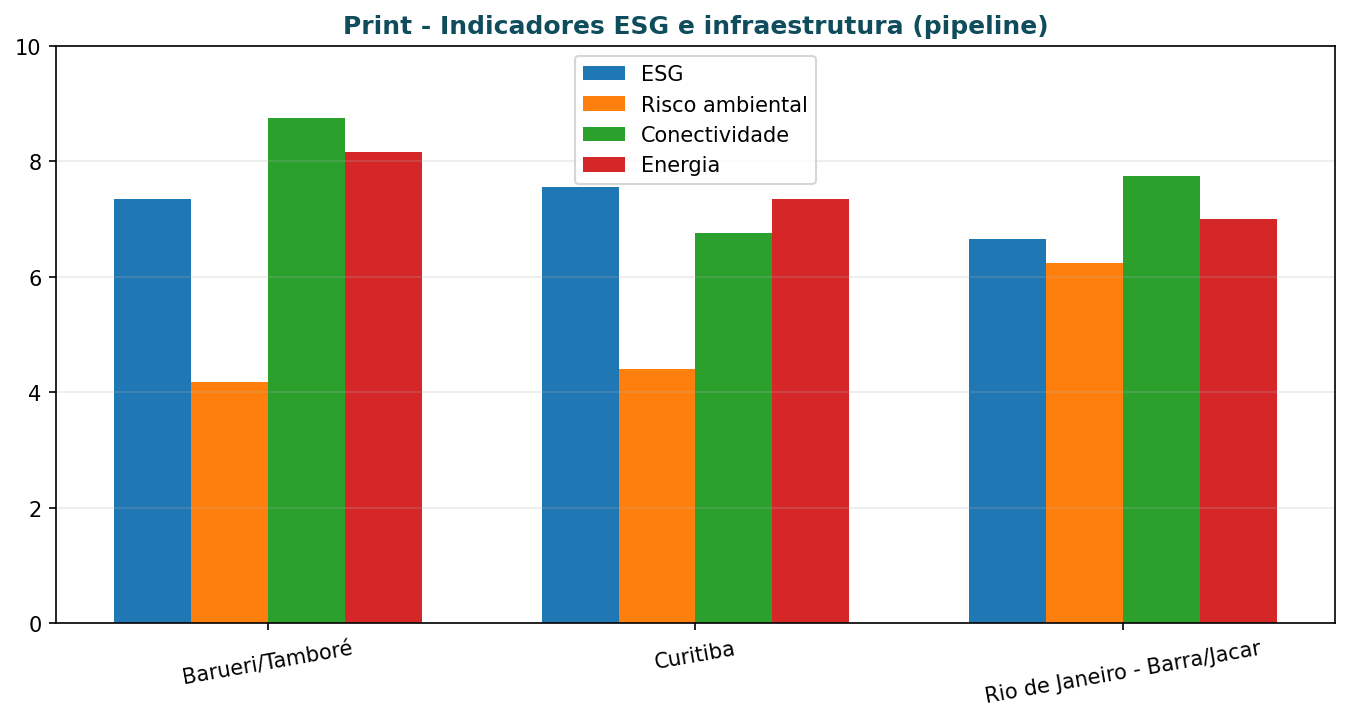 Print - Indicadores ESG e infraestrutura (pipeline)
10
8
6
4
2
0
ESG
Risco ambiental
Conectividade
Energia
Barueri/Tamboré
Curitiba
Rio de Janeiro - Barra/Jacar